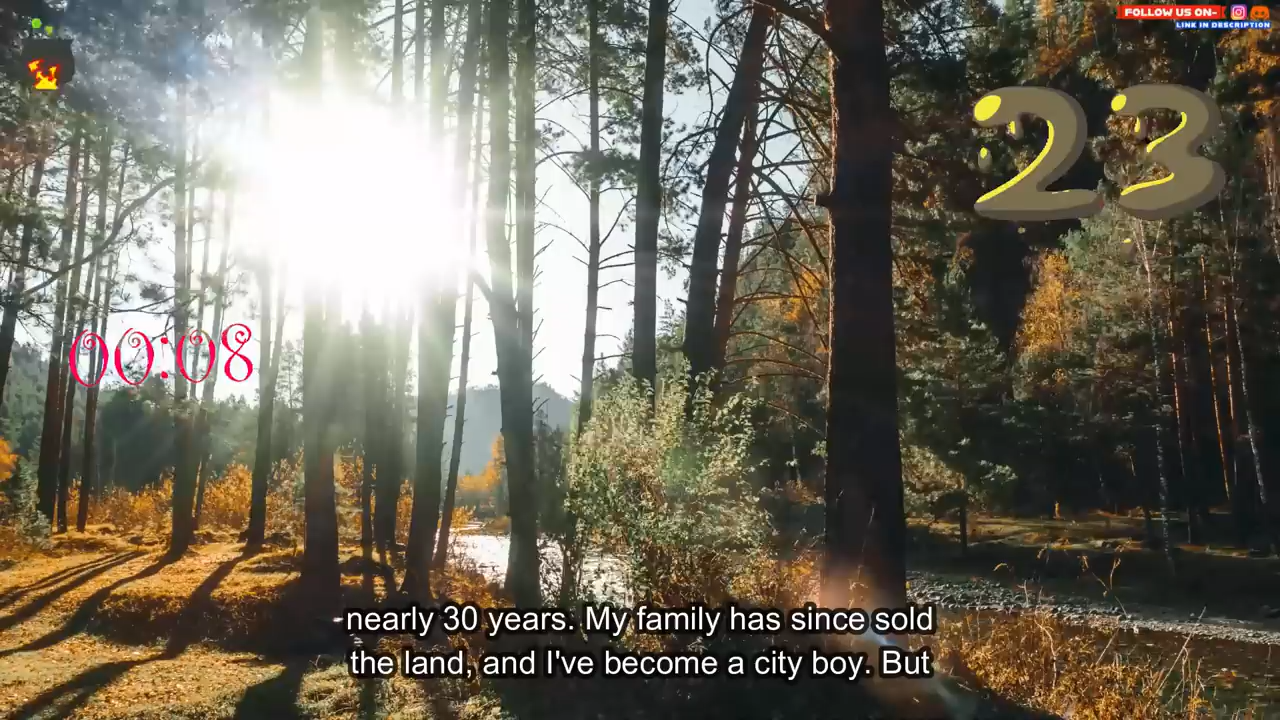 FOLLOW US ON-
LINK IN DESCRIPTION
23
00:08
nearly 30 years. My family has since sold
the land, and I've become a city boy. But